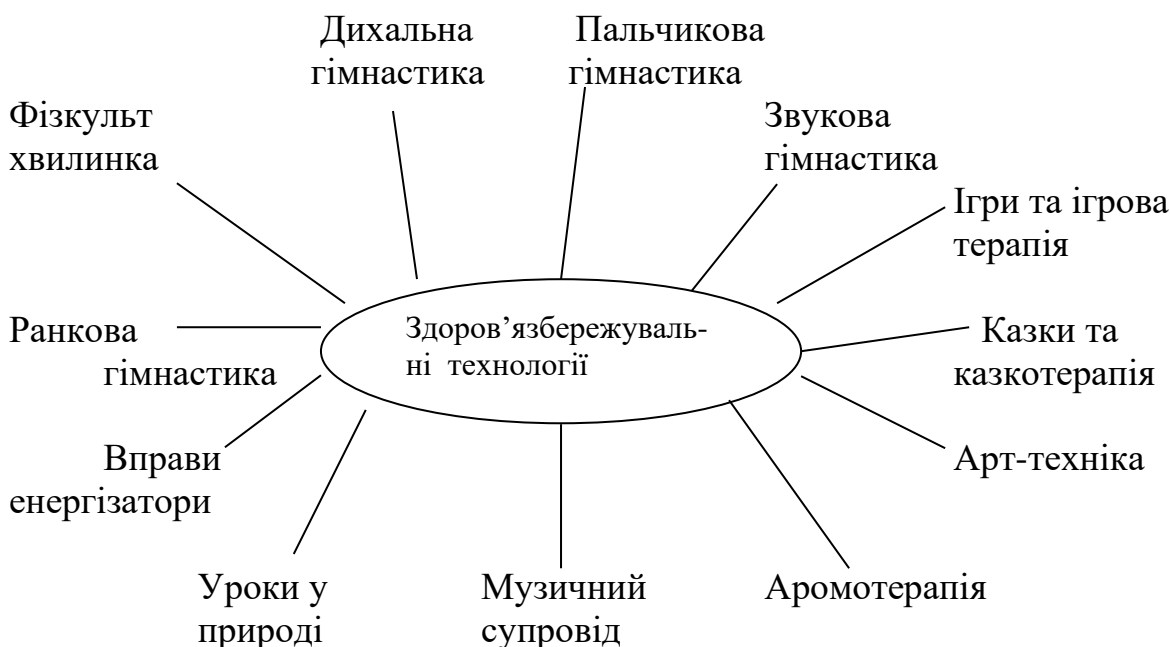 Дихальна
гімнастика
Пальчикова
гімнастика
Фізкульт
хвилинка
Звукова
гімнастика
Ігри та ігрова
терапія
Ранкова
гімнастика
Здоров’язбережуваль-
ні технології
Казки та
казкотерапія
Вправи
енергізатори
Арт-техніка
Уроки у
природі
Музичний
супровід
Аромотерапія